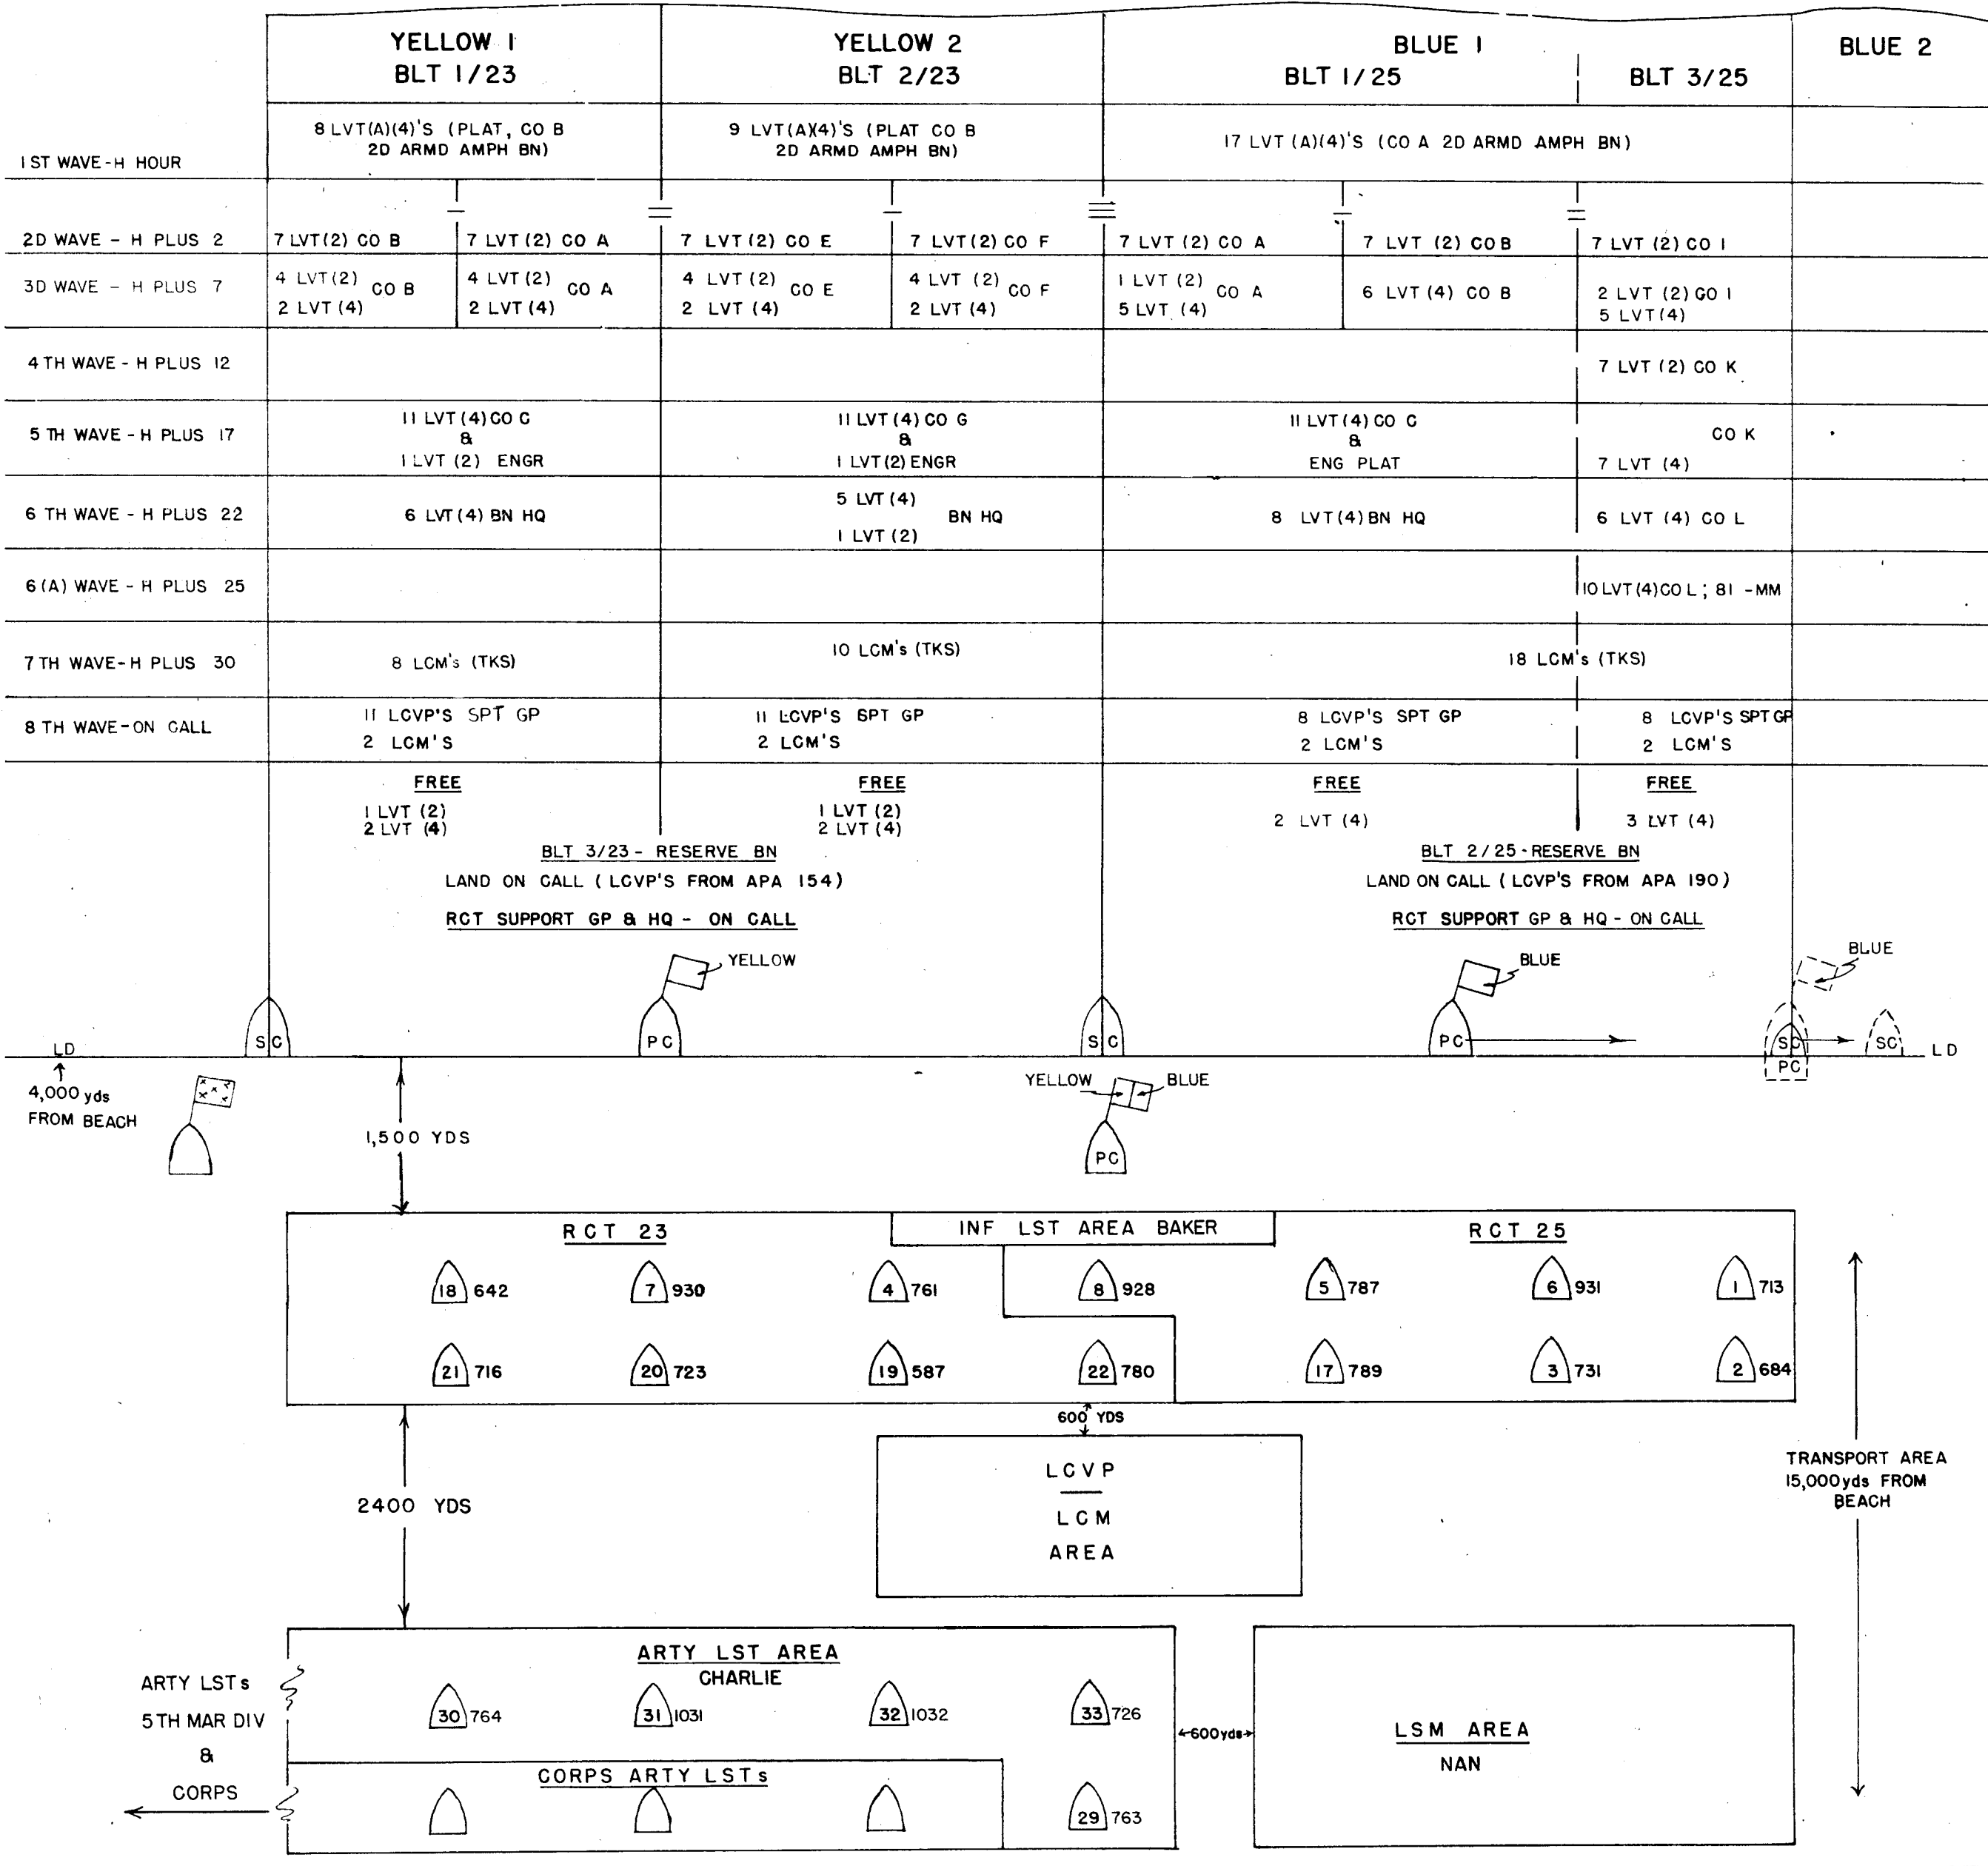 YELLOW 1
BLT 1/23
YELLOW 2
BLT 2/23
BLUE 1
BLT 1/25
BLT 3/25
BLUE 2
1ST WAVE-H HOUR
8 LVT(A)(4)'S (PLAT, CO B
2D ARMD AMPH BN)
9 LVT(A)(4)'S (PLAT CO B
2D ARMD AMPH BN)
17 LVT (A)(4)'S (CO A 2D ARMD AMPH BN)
2D WAVE - H PLUS 2
7 LVT(2) CO B
7 LVT (2) CO A
7 LVT (2) CO E
7 LVT(2) CO F
7 LVT (2) CO A
7 LVT (2) CO B
7 LVT (2) CO I
3D WAVE - H PLUS 7
4 LVT(2)
CO B
2 LVT (4)
4 LVT(2)
CO A
2 LVT (4)
4 LVT (2)
CO E
2 LVT (4)
4 LVT (2)
CO F
2 LVT (4)
1 LVT (2)
CO A
5 LVT (4)
6 LVT (4) CO B
2 LVT (2) CO I
5 LVT(4)
4TH WAVE - H PLUS 12
7 LVT (2) CO K
5TH WAVE - H PLUS 17
11 LVT(4) CO C
&
1 LVT (2) ENGR
11 LVT(4) CO G
&
1 LVT(2) ENGR
11 LVT(4) CO C
&
ENG PLAT
CO K
7 LVT (4)
6TH WAVE - H PLUS 22
6 LVT(4) BN HQ
5 LVT (4)
BN HQ
1 LVT (2)
8 LVT(4) BN HQ
6 LVT (4) CO L
6(A) WAVE - H PLUS 25
10 LVT(4) CO L; 81 -MM
7TH WAVE-H PLUS 30
8 LCM's (TKS)
10 LCM's (TKS)
18 LCM's (TKS)
8TH WAVE-ON CALL
11 LCVP'S SPT GP
2 LCM'S
11 LCVP'S SPT GP
2 LCM'S
8 LCVP'S SPT GP
2 LCM'S
8 LCVP'S SPT GP
2 LCM'S
FREE
1 LVT (2)
2 LVT (4)
FREE
1 LVT (2)
2 LVT (4)
FREE
2 LVT (4)
FREE
3 LVT (4)
BLT 3/23 - RESERVE BN
LAND ON CALL (LCVP'S FROM APA 154)
RCT SUPPORT GP & HQ - ON CALL
BLT 2/25 - RESERVE BN
LAND ON CALL (LCVP'S FROM APA 190)
RCT SUPPORT GP & HQ - ON CALL
YELLOW
BLUE
BLUE
SC
PC
SC
PC
SC
SC
PC
LD
LD
4,000 yds
FROM BEACH
YELLOW
BLUE
PC
1,500 YDS
RCT 23
INF LST AREA BAKER
RCT 25
18 642
7 930
4 761
8 928
5 787
6 931
1 713
21 716
20 723
19 587
22 780
17 789
3 731
2 684
600 YDS
LCVP
LCM
AREA
2400 YDS
TRANSPORT AREA
15,000yds FROM
BEACH
ARTY LST AREA
CHARLIE
ARTY LSTs
5TH MAR DIV
&
CORPS
30 764
31 1031
32 1032
33 726
600yds
LSM AREA
NAN
CORPS ARTY LSTs
29 763